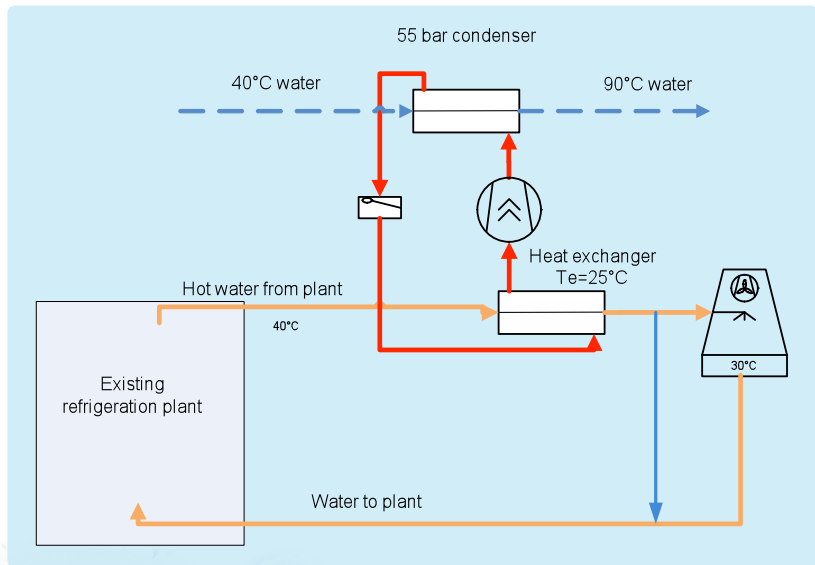 55 bar condenser
40°C water
90°C water
Heat exchanger
Te=25°C
Hot water from plant
40°C
30°C
Existing
refrigeration plant
Water to plant